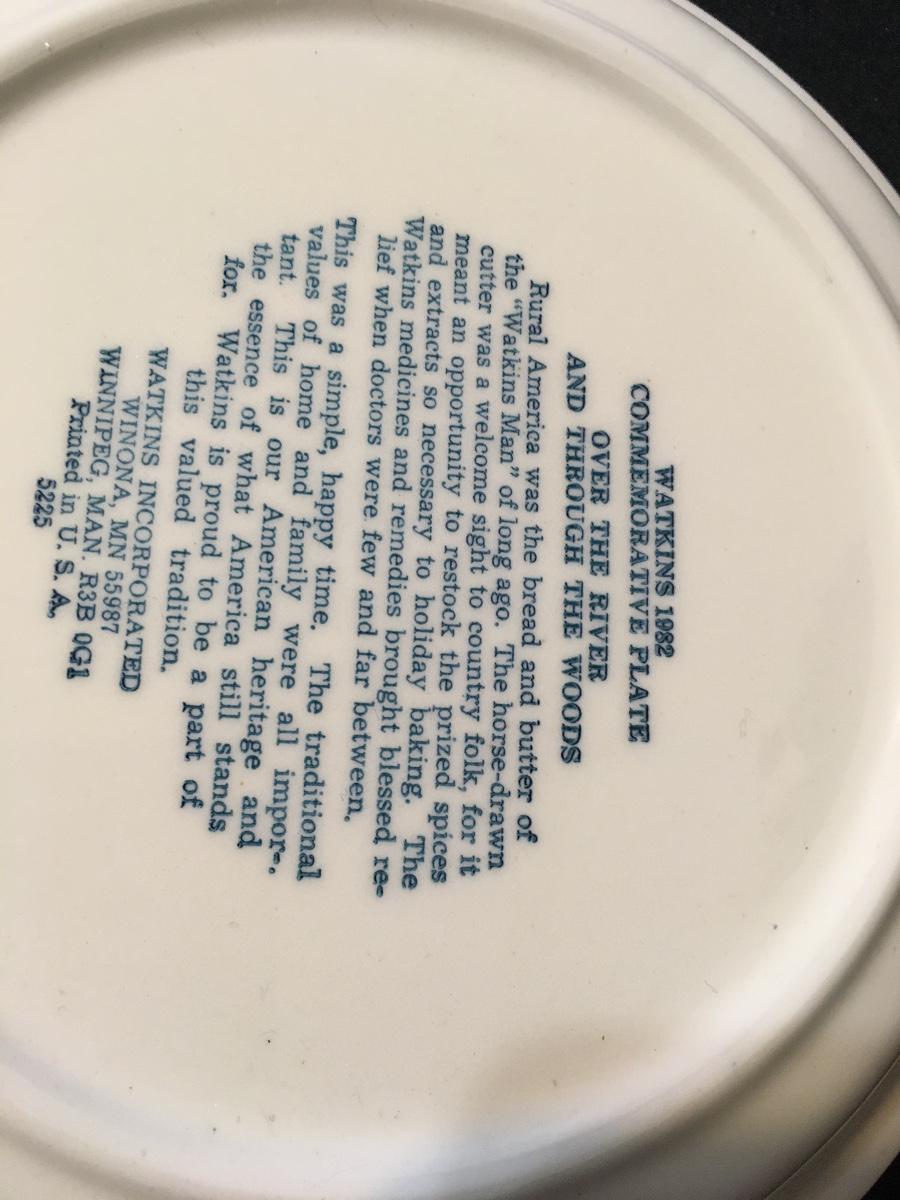 WATKINS 1982
COMMEMORATIVE PLATE
OVER THE RIVER
AND THROUGH THE WOODS
Rural America was the bread and butter of
the "Watkins Man" of long ago. The horse-drawn
cutter was a welcome sight to country folk, for it
meant an opportunity to restock the prized spices
and extracts so necessary to holiday baking. The
Watkins medicines and remedies brought blessed re-
lief when doctors were few and far between.
This was a simple, happy time. The traditional
values of home and family were all impor-
tant. This is our American heritage and
the essence of what America still stands
for. Watkins is proud to be a part of
this valued tradition.
WATKINS INCORPORATED
WINONA, MN 55987
WINNIPEG, MAN. R3B 0G1
Printed in U. S. A.
5225